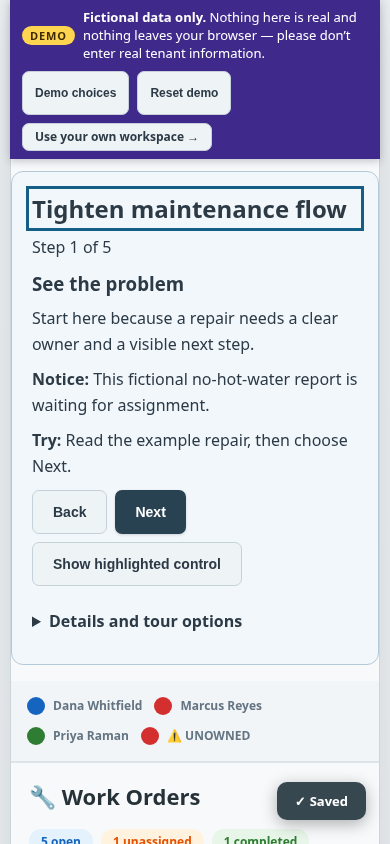 DEMO
Fictional data only. Nothing here is real and
nothing leaves your browser — please don't
enter real tenant information.
Demo choices
Reset demo
Use your own workspace →
Tighten maintenance flow
Step 1 of 5
See the problem
Start here because a repair needs a clear
owner and a visible next step.
Notice: This fictional no-hot-water report is
waiting for assignment.
Try: Read the example repair, then choose
Next.
Back
Next
Show highlighted control
▶ Details and tour options
Dana Whitfield
Marcus Reyes
Priya Raman
⚠️ UNOWNED
🔧 Work Orders
✓ Saved
5 open
1 unassigned
1 completed